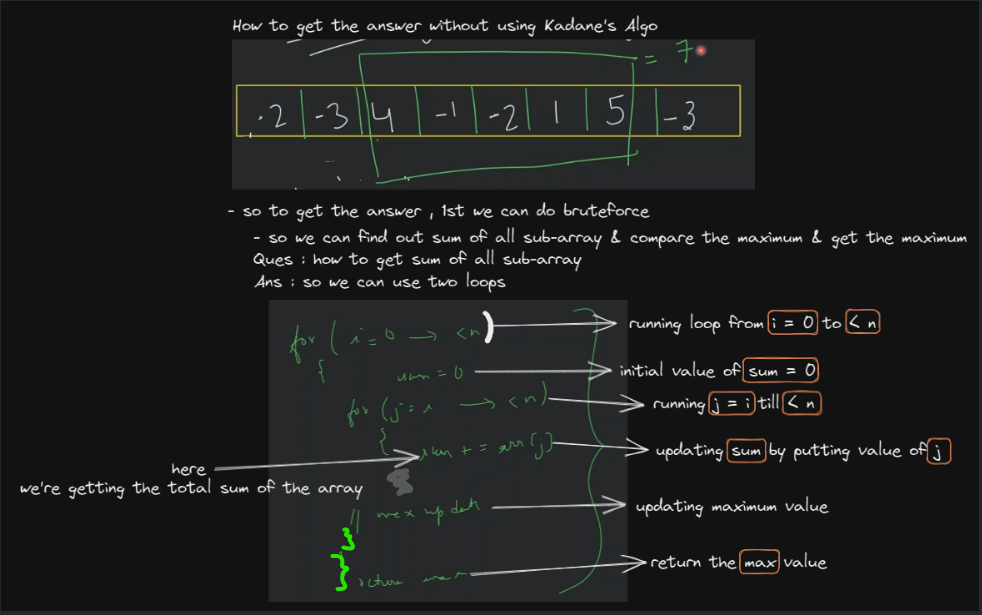 How to get the answer without using Kadane's Algo
= 7
-2 -3 4 -1 -2 1 5 -3
- so to get the answer , 1st we can do bruteforce
- so we can find out sum of all sub-array & compare the maximum & get the maximum
Ques : how to get sum of all sub-array
Ans : so we can use two loops
for ( i = 0 → < n )
running loop from i = 0 to < n
{
sum = 0
initial value of sum = 0
for ( j = i → < n )
running j = i till < n
{
sum + = arr [ j ]
updating sum by putting value of j
here
we're getting the total sum of the array
// max update
updating maximum value
}
}
return max
return the max value